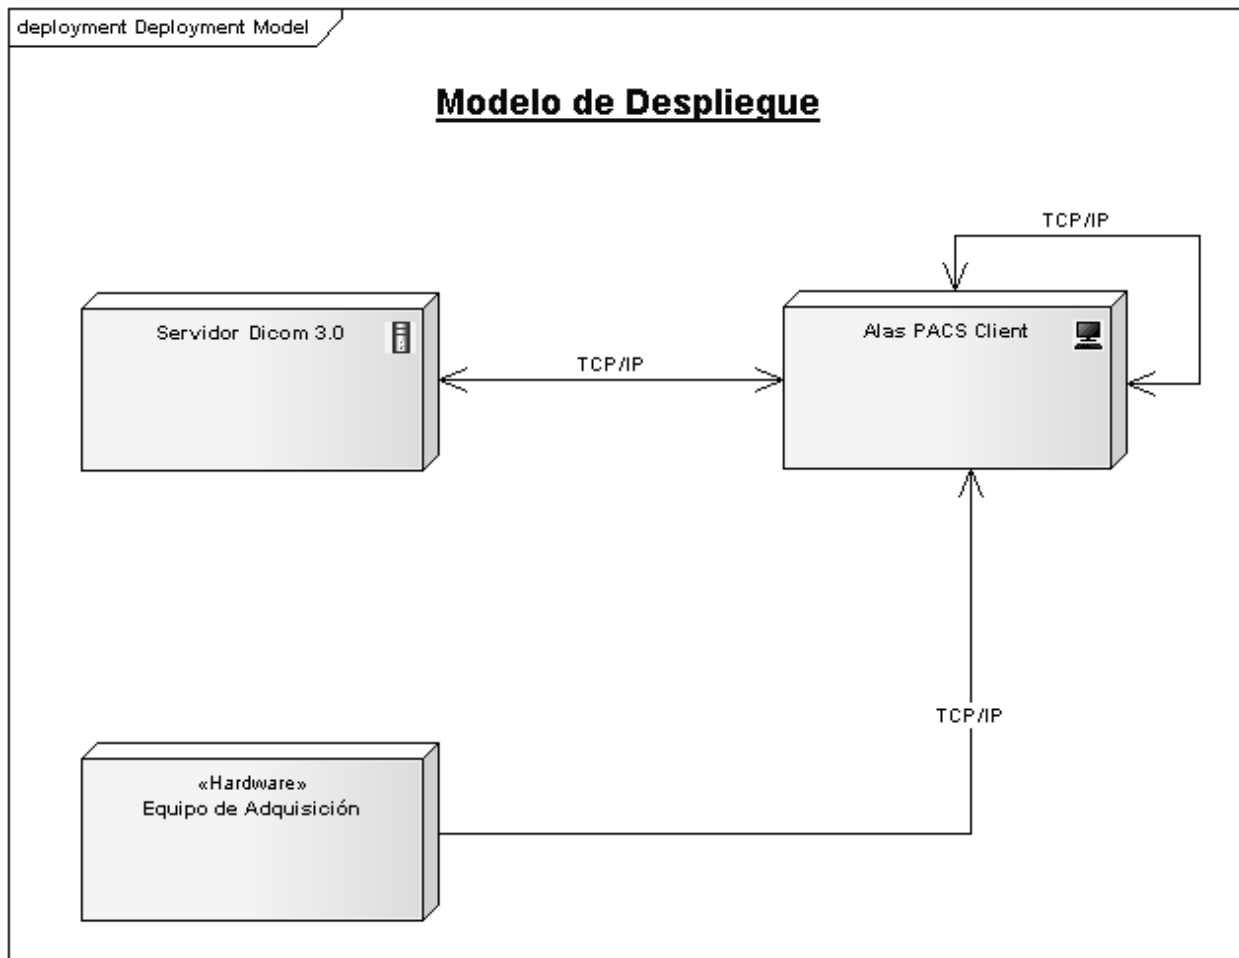 deployment Deployment Model
Modelo de Despliegue
TCP/IP
Servidor Dicom 3.0
Alas PACS Client
TCP/IP
TCP/IP
«Hardware»
Equipo de Adquisición